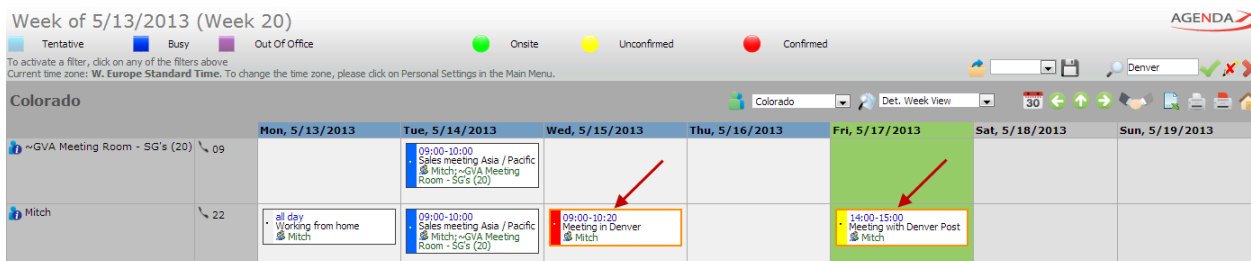 Week of 5/13/2013 (Week 20)
AGENDAX
Tentative Busy Out Of Office Onsite Unconfirmed Confirmed
To activate a filter, click on any of the filters above
Current time zone: W. Europe Standard Time. To change the time zone, please click on Personal Settings in the Main Menu.
Denver
Colorado
Colorado Det. Week View 30
Mon, 5/13/2013 Tue, 5/14/2013 Wed, 5/15/2013 Thu, 5/16/2013 Fri, 5/17/2013 Sat, 5/18/2013 Sun, 5/19/2013
~GVA Meeting Room - SG's (20) 09
09:00-10:00
Sales meeting Asia / Pacific
Mitch;~GVA Meeting
Room - SG's (20)
Mitch 22
all day
Working from home
Mitch
09:00-10:00
Sales meeting Asia / Pacific
Mitch;~GVA Meeting
Room - SG's (20)
09:00-10:20
Meeting in Denver
Mitch
14:00-15:00
Meeting with Denver Post
Mitch